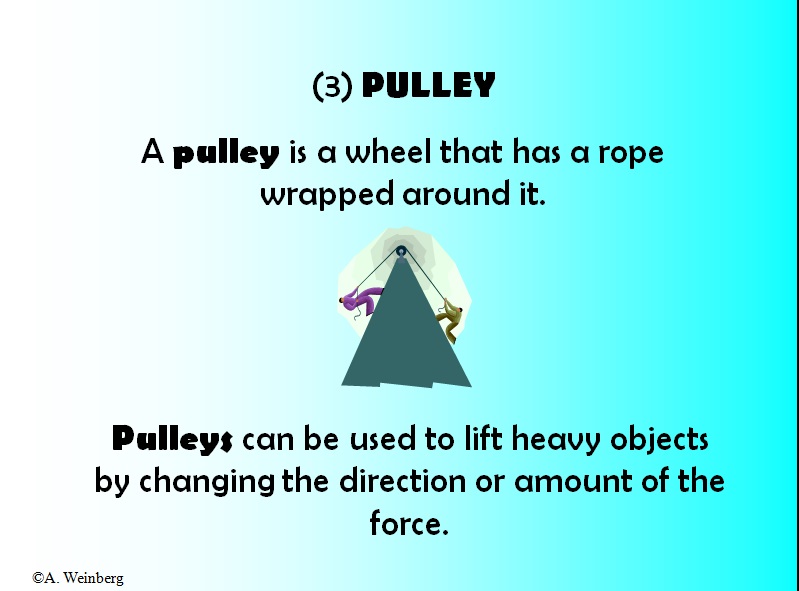 (3) PULLEY
A pulley is a wheel that has a rope
wrapped around it.
Pulleys can be used to lift heavy objects
by changing the direction or amount of the
force.
©A. Weinberg